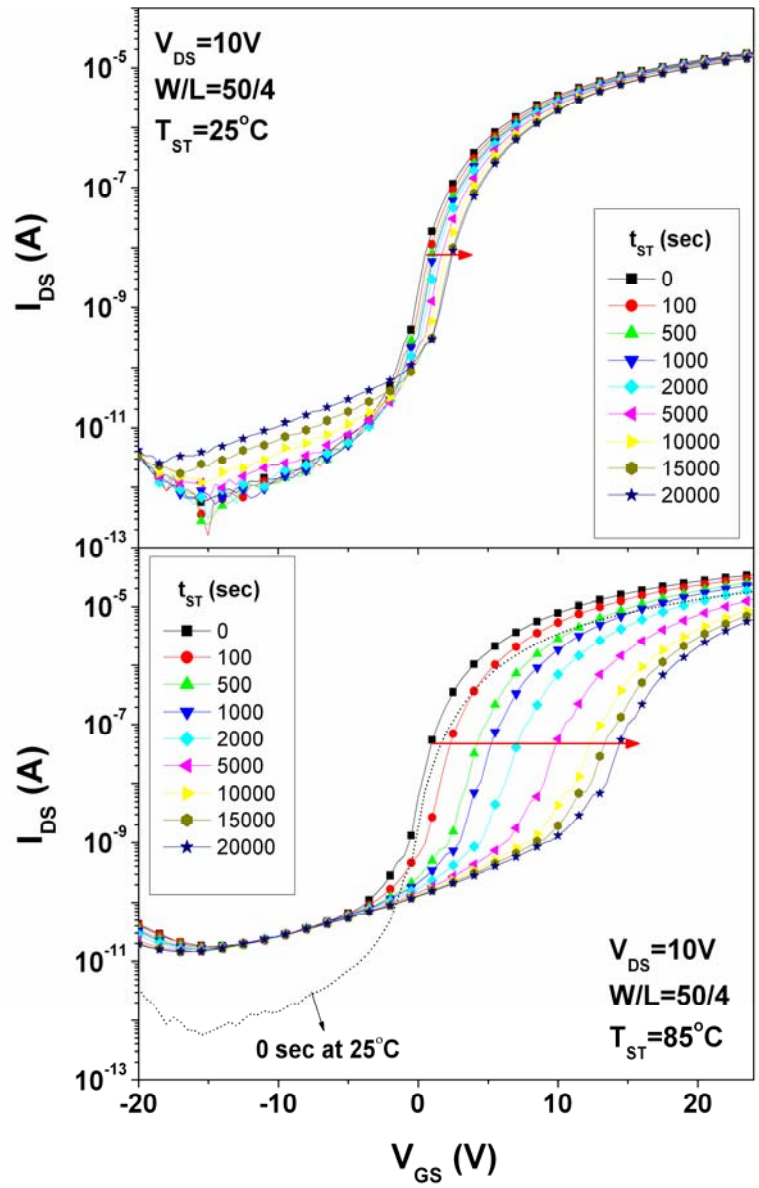 V_DS=10V
W/L=50/4
T_ST=25°C
10^-5
10^-7
10^-9
10^-11
10^-13
I_DS (A)
t_ST (sec)
0
100
500
1000
2000
5000
10000
15000
20000
t_ST (sec)
0
100
500
1000
2000
5000
10000
15000
20000
10^-5
10^-7
10^-9
10^-11
10^-13
I_DS (A)
V_DS=10V
W/L=50/4
T_ST=85°C
0 sec at 25°C
-20 -10 0 10 20
V_GS (V)